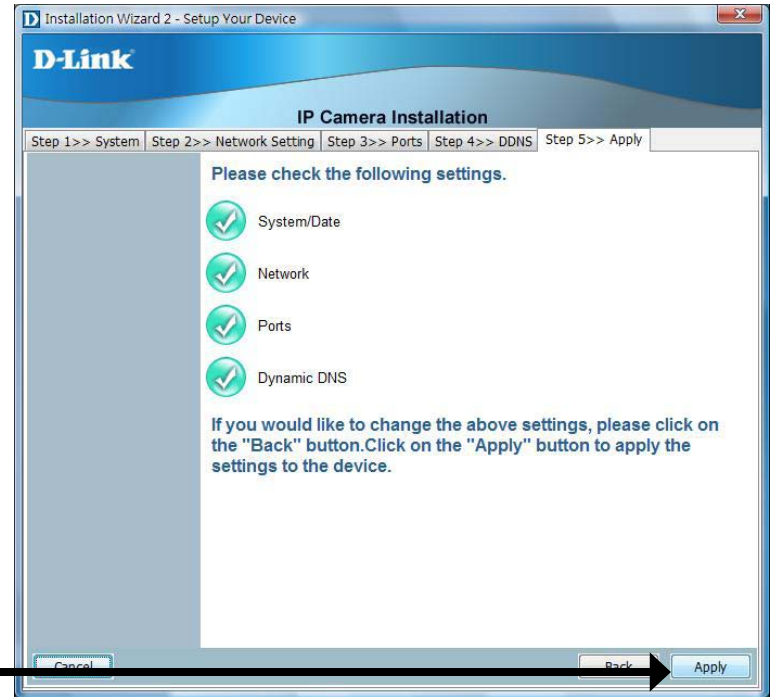 Installation Wizard 2 - Setup Your Device
D-Link
IP Camera Installation
Step 1>> System Step 2>> Network Setting Step 3>> Ports Step 4>> DDNS Step 5>> Apply
Please check the following settings.
System/Date
Network
Ports
Dynamic DNS
If you would like to change the above settings, please click on
the "Back" button.Click on the "Apply" button to apply the
settings to the device.
Cancel Back Apply